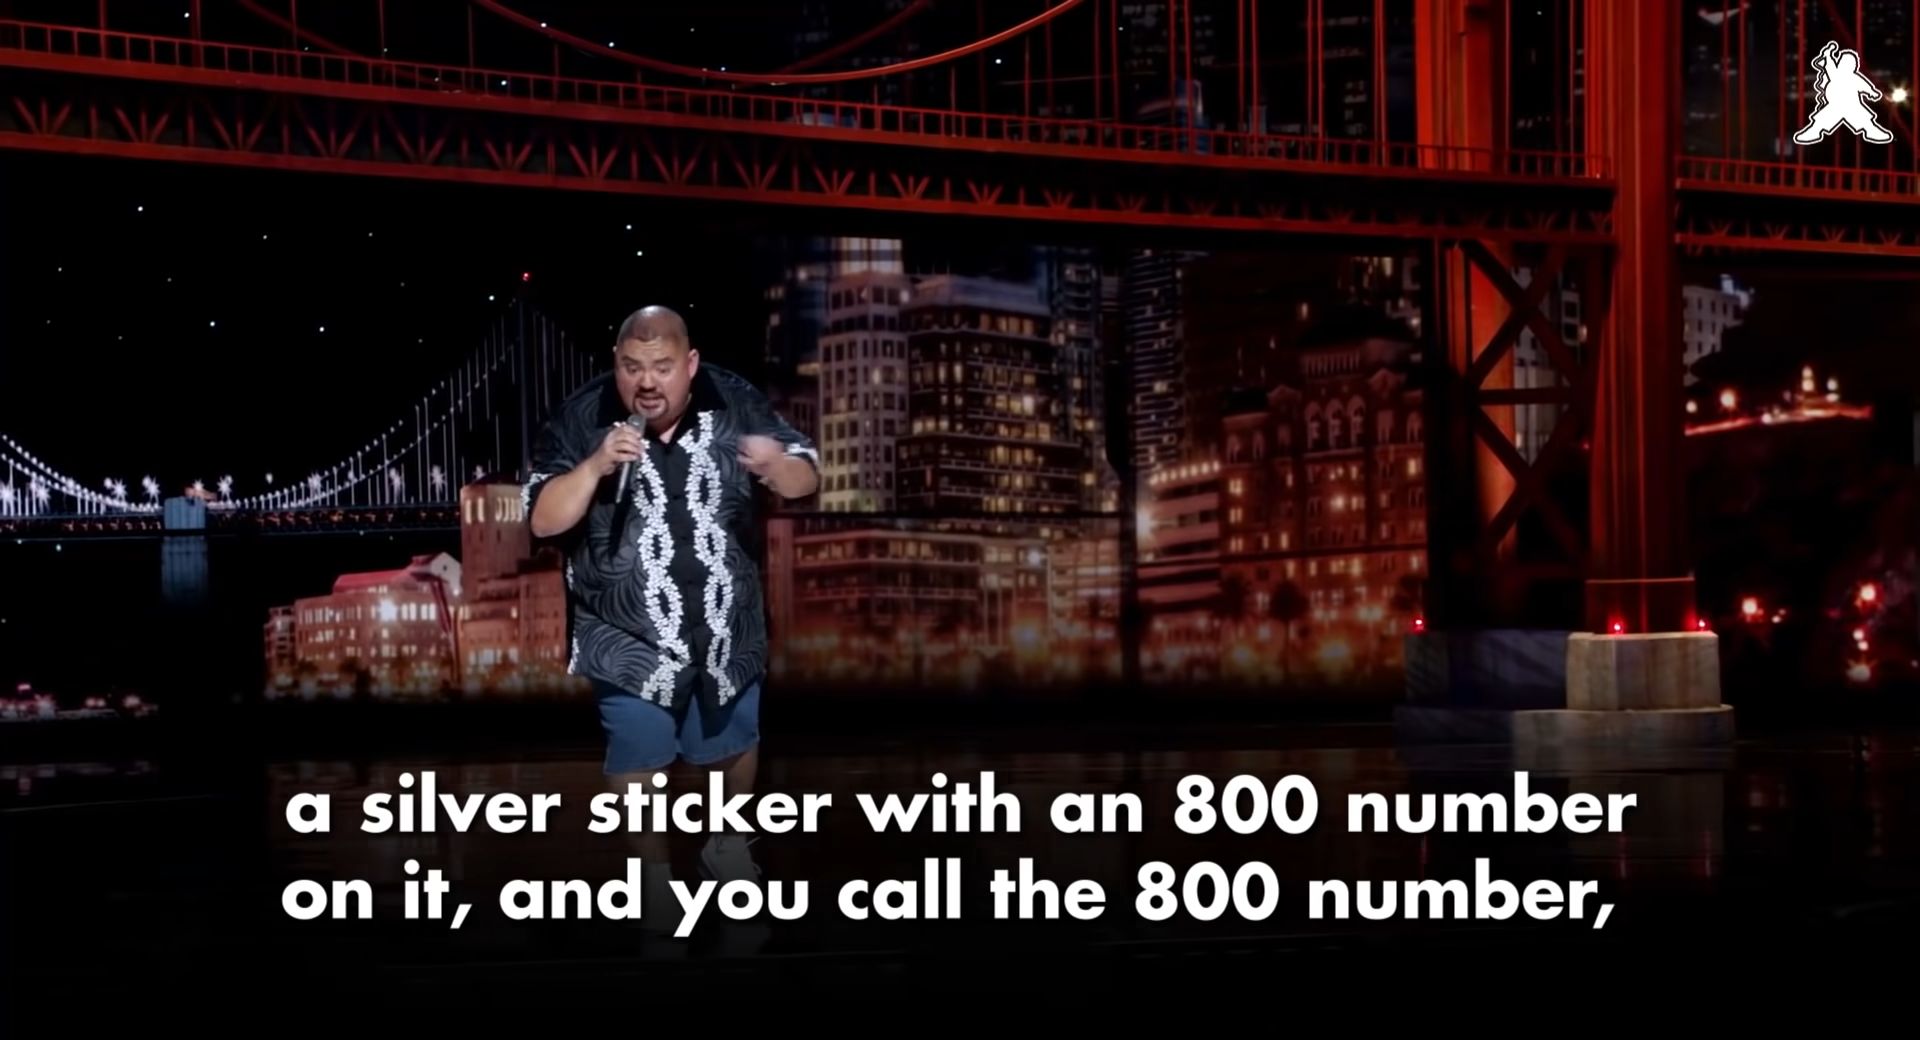 a silver sticker with an 800 number
on it, and you call the 800 number,